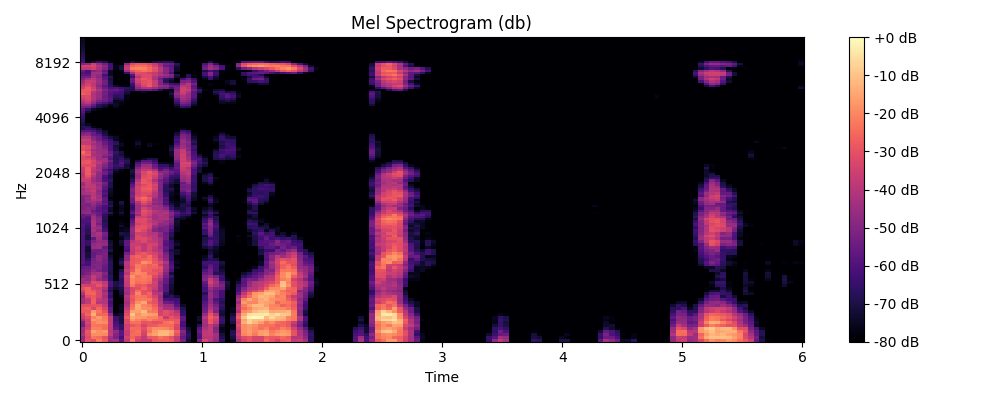 Mel Spectrogram (db)
Hz
8192
4096
2048
1024
512
0
0 1 2 3 4 5 6
Time
+0 dB
-10 dB
-20 dB
-30 dB
-40 dB
-50 dB
-60 dB
-70 dB
-80 dB